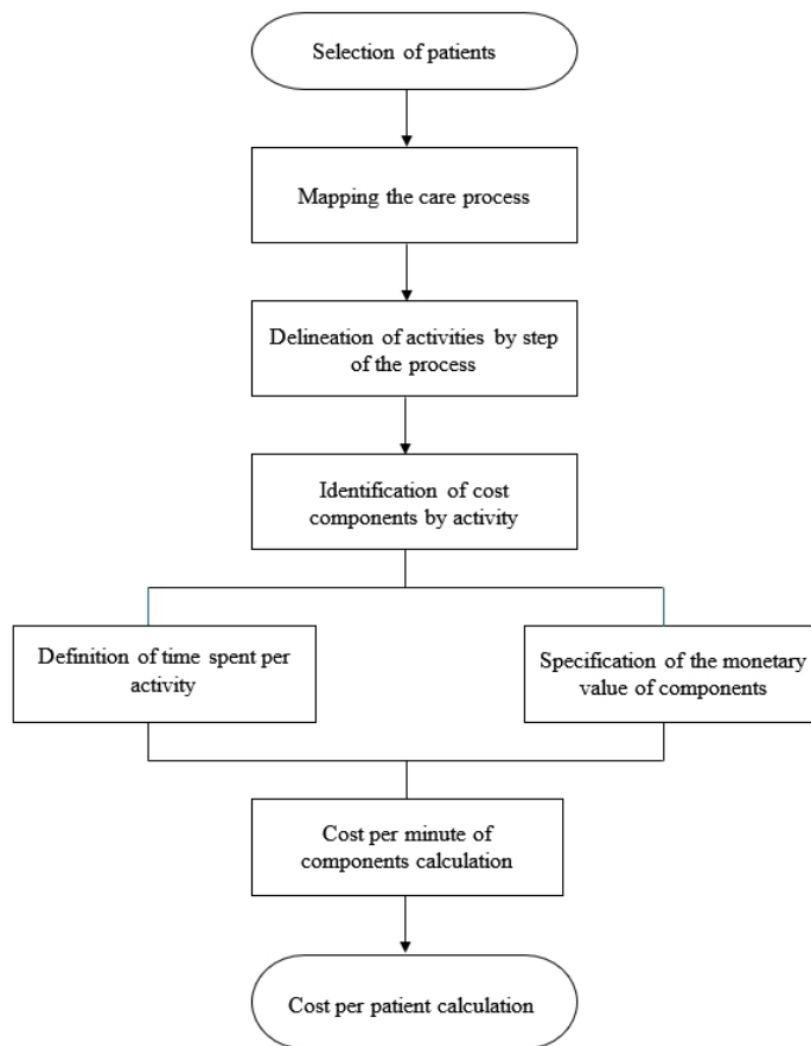 Selection of patients
Mapping the care process
Delineation of activities by step
of the process
Identification of cost
components by activity
Definition of time spent per
activity
Specification of the monetary
value of components
Cost per minute of
components calculation
Cost per patient calculation